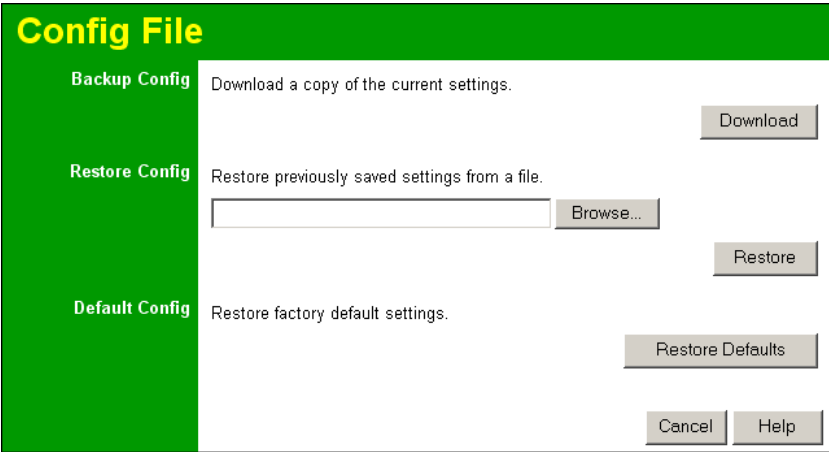 Config File
Backup Config
Download a copy of the current settings.
Download
Restore Config
Restore previously saved settings from a file.
Browse...
Restore
Default Config
Restore factory default settings.
Restore Defaults
Cancel
Help